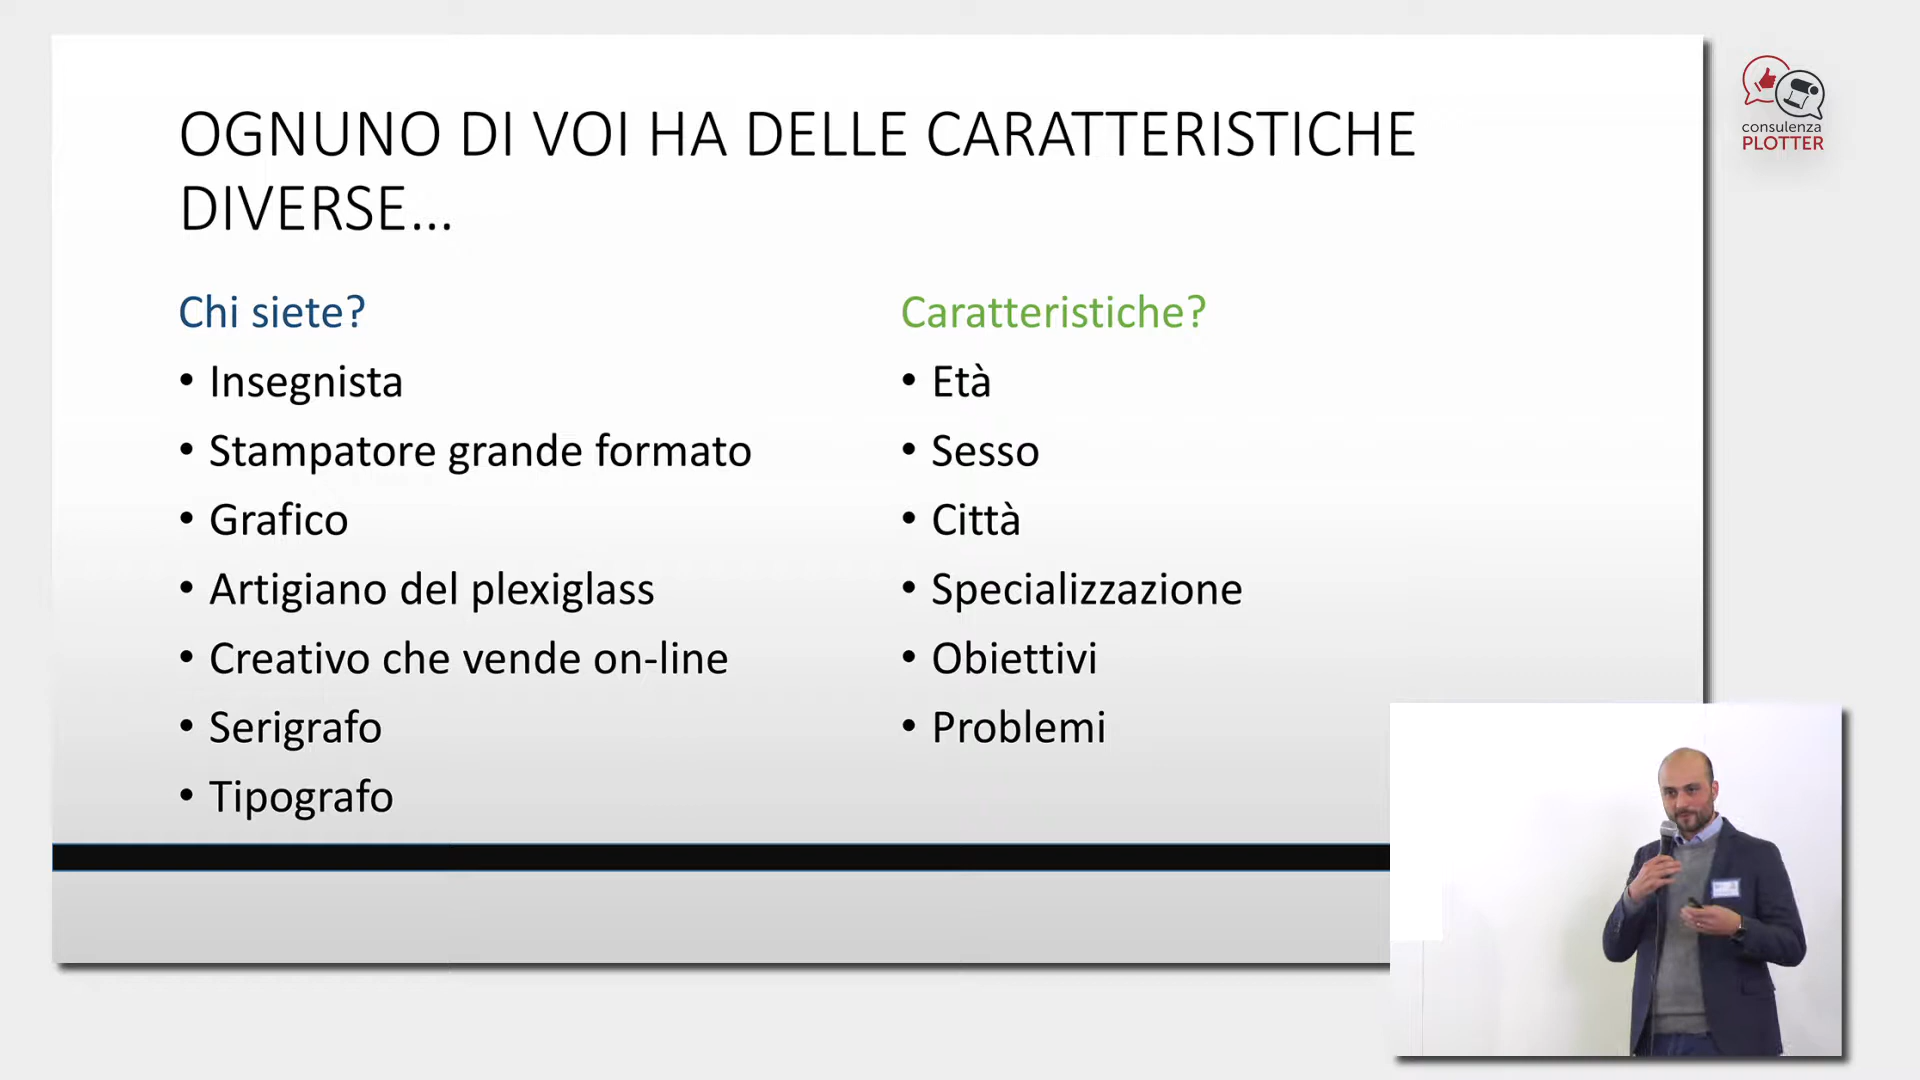 OGNUNO DI VOI HA DELLE CARATTERISTICHE
DIVERSE...
Chi siete?
• Insegnista
• Stampatore grande formato
• Grafico
• Artigiano del plexiglass
• Creativo che vende on-line
• Serigrafo
• Tipografo
Caratteristiche?
• Età
• Sesso
• Città
• Specializzazione
• Obiettivi
• Problemi
consulenza
PLOTTER